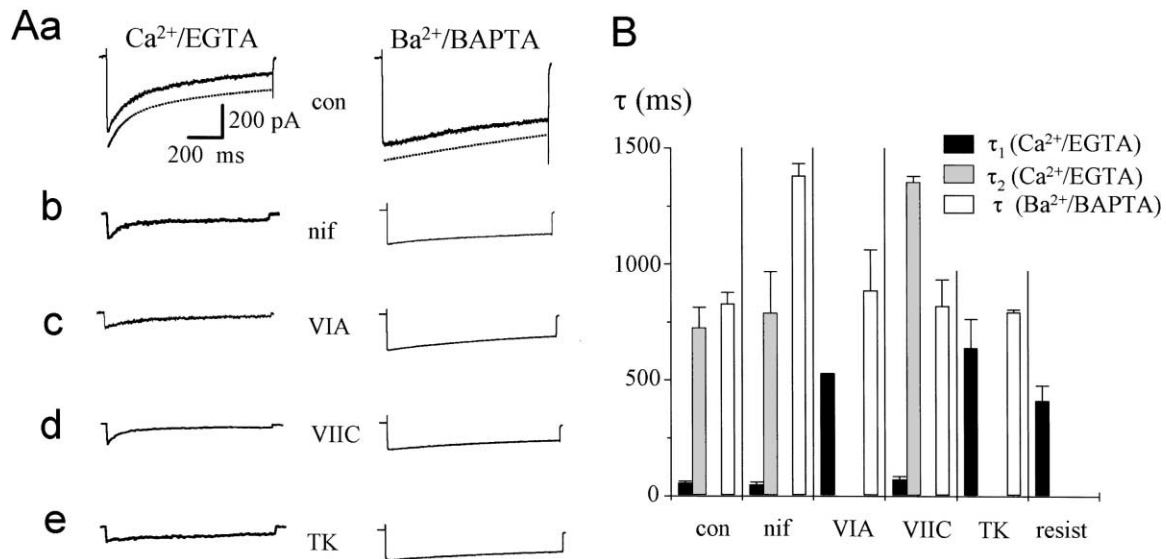 Aa
Ca²⁺/EGTA
Ba²⁺/BAPTA
con
200 pA
200 ms
b
nif
c
VIA
d
VIIC
e
TK
B
τ (ms)
τ₁ (Ca²⁺/EGTA)
τ₂ (Ca²⁺/EGTA)
τ (Ba²⁺/BAPTA)
1500
1000
500
0
con nif VIA VIIC TK resist